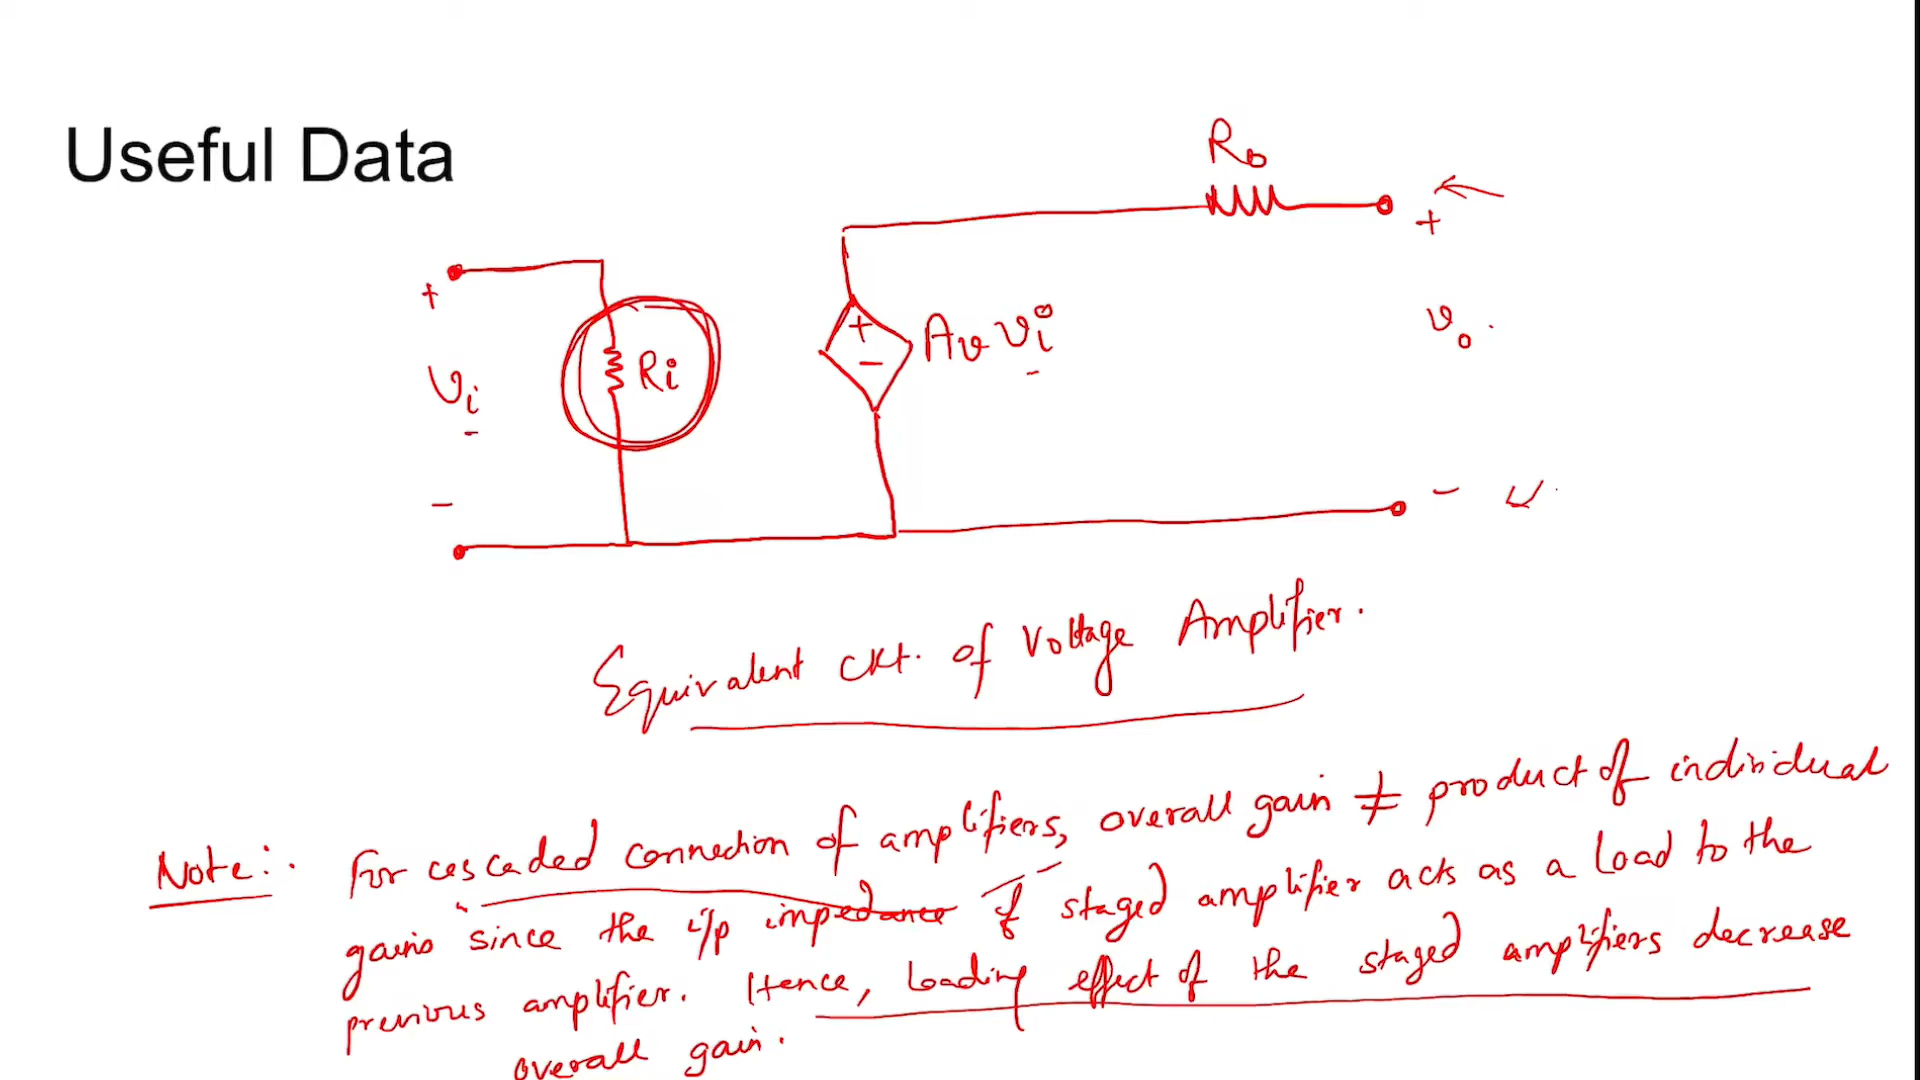 Useful Data
Ro
+
+
Ri
+
-
Av vi
vo
Vi
-
-
Equivalent ckt. of Voltage Amplifier.
Note:. For cescaded connection of amplifiers, overall gain ≠ product of individual
gains since the i/p impedance of staged amplifier acts as a load to the
previous amplifier. Hence, loading effect of the staged amplifiers decrease
overall gain.